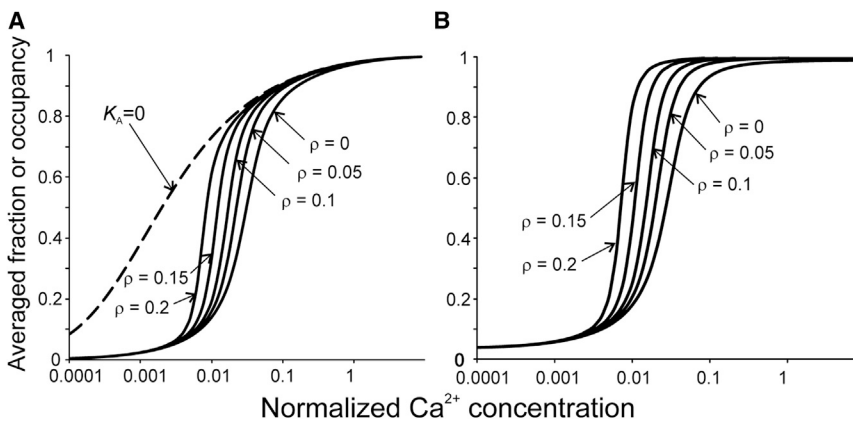 A
B
Averaged fraction or occupancy
1
0.8
0.6
0.4
0.2
0
K_A=0
ρ = 0
ρ = 0.05
ρ = 0.1
ρ = 0.15
ρ = 0.2
0.0001
0.001
0.01
0.1
1
1
0.8
0.6
0.4
0.2
0
ρ = 0
ρ = 0.05
ρ = 0.1
ρ = 0.15
ρ = 0.2
0.0001
0.001
0.01
0.1
1
Normalized Ca²⁺ concentration